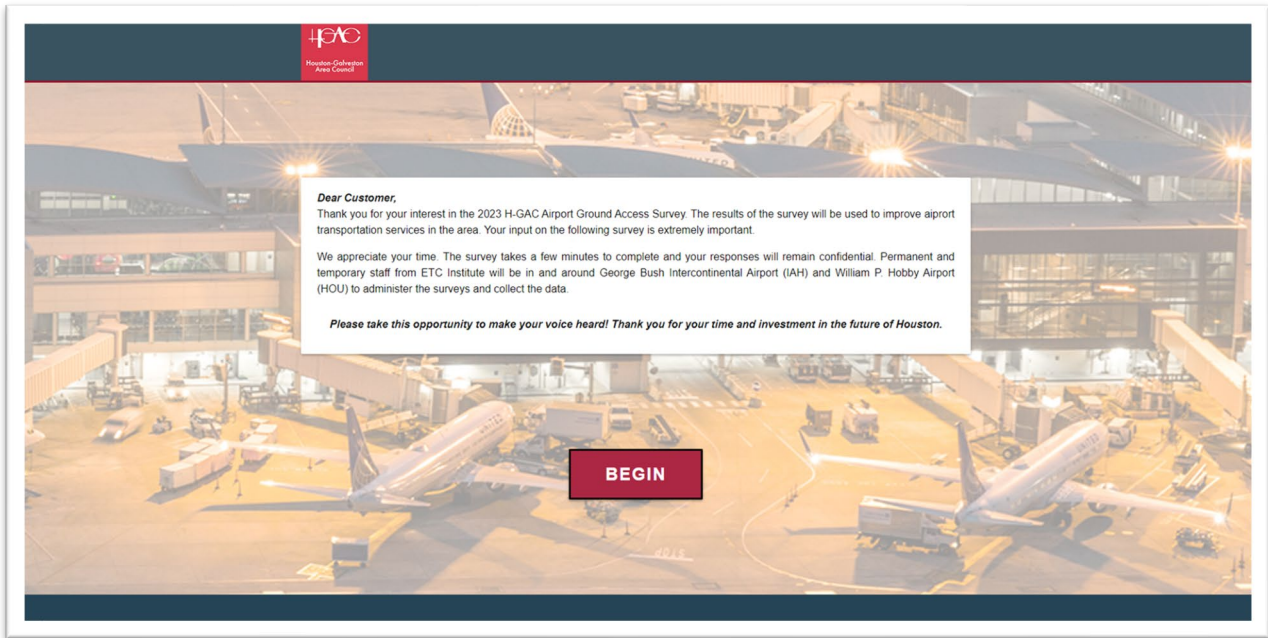 H-GAC
Houston-Galveston
Area Council
UNITED
Dear Customer,
Thank you for your interest in the 2023 H-GAC Airport Ground Access Survey. The results of the survey will be used to improve aiprort
transportation services in the area. Your input on the following survey is extremely important.
We appreciate your time. The survey takes a few minutes to complete and your responses will remain confidential. Permanent and
temporary staff from ETC Institute will be in and around George Bush Intercontinental Airport (IAH) and William P. Hobby Airport
(HOU) to administer the surveys and collect the data.
Please take this opportunity to make your voice heard! Thank you for your time and investment in the future of Houston.
UNITED
UNITED
BEGIN
STOP